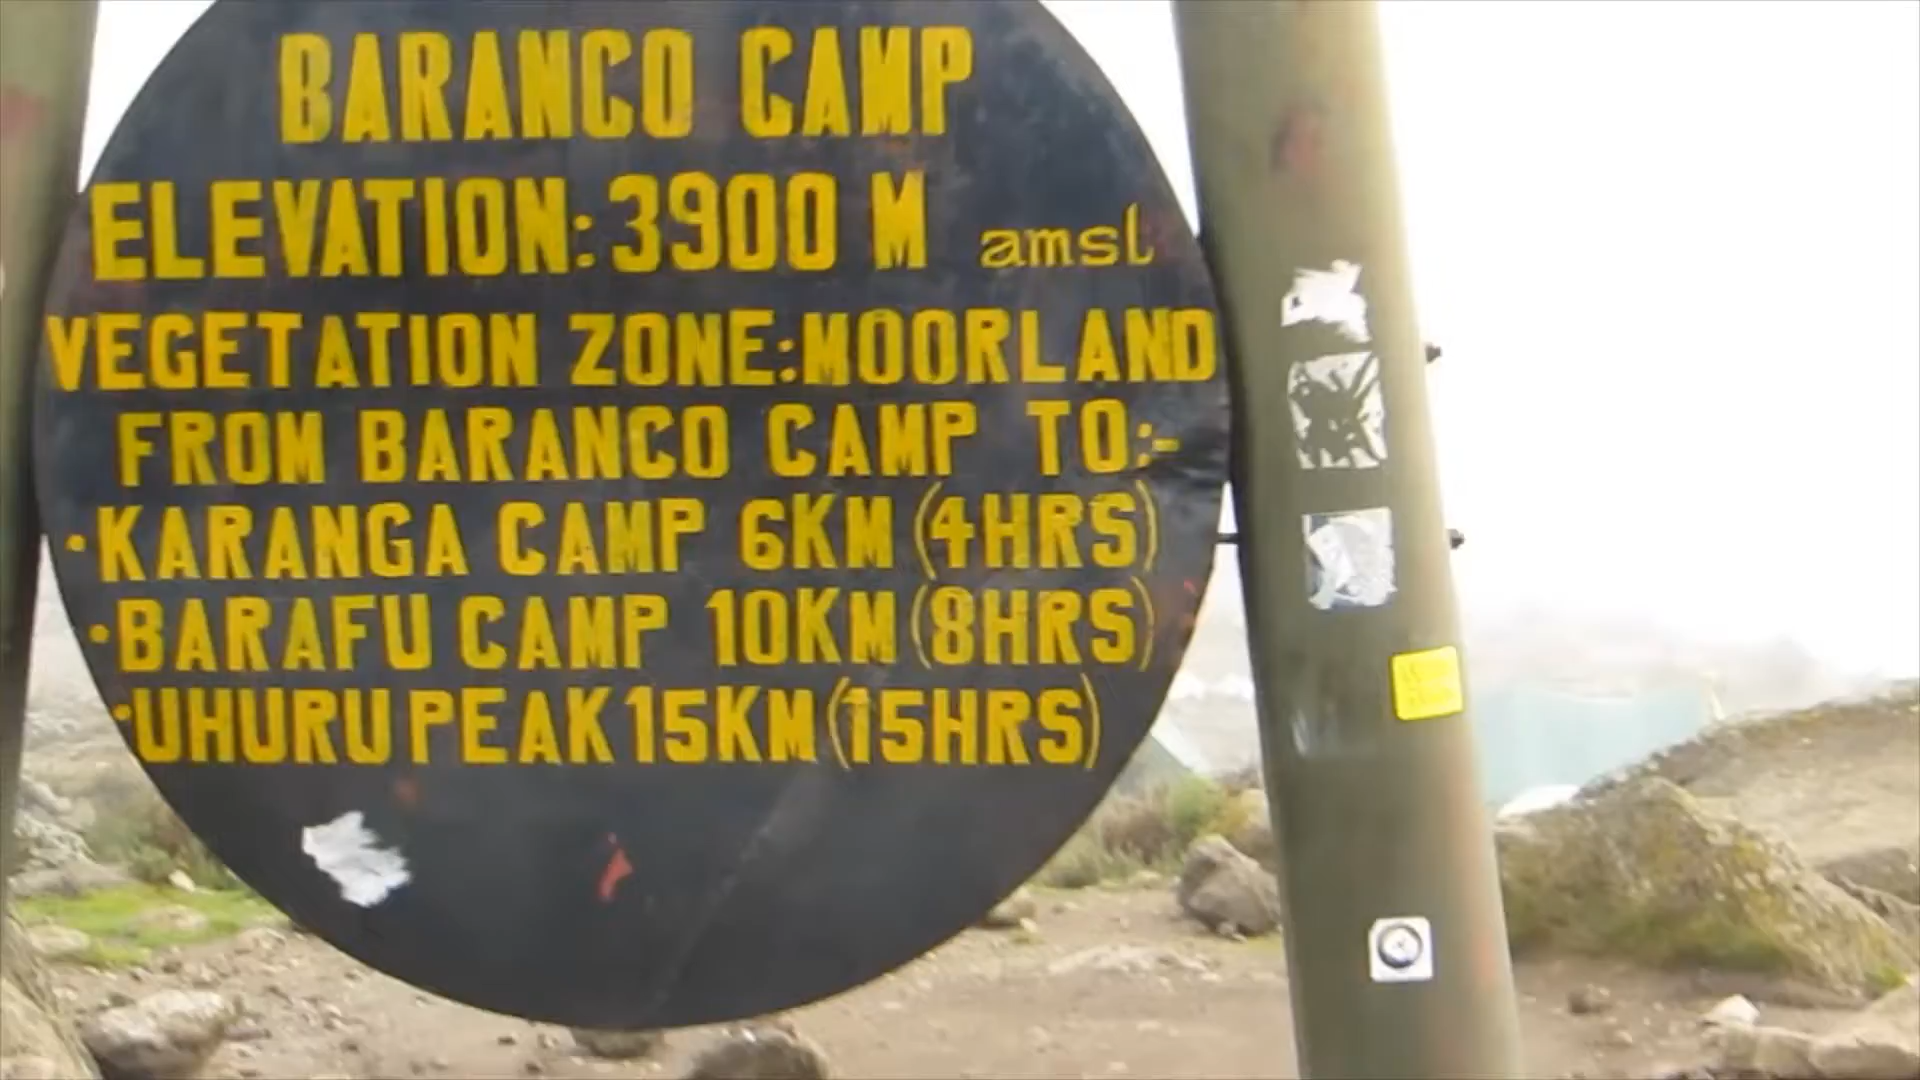 BARANCO CAMP
ELEVATION: 3900 M amsl
VEGETATION ZONE:MOORLAND
FROM BARANCO CAMP TO:-
·KARANGA CAMP 6KM (4HRS)
·BARAFU CAMP 10KM (8HRS)
·UHURU PEAK 15KM (15HRS)